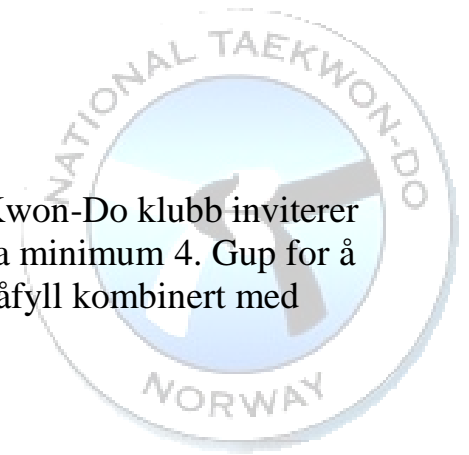 NATIONAL TAEKWON-DO
Kwon-Do klubb inviterer
a minimum 4. Gup for å
åfyll kombinert med
NORWAY